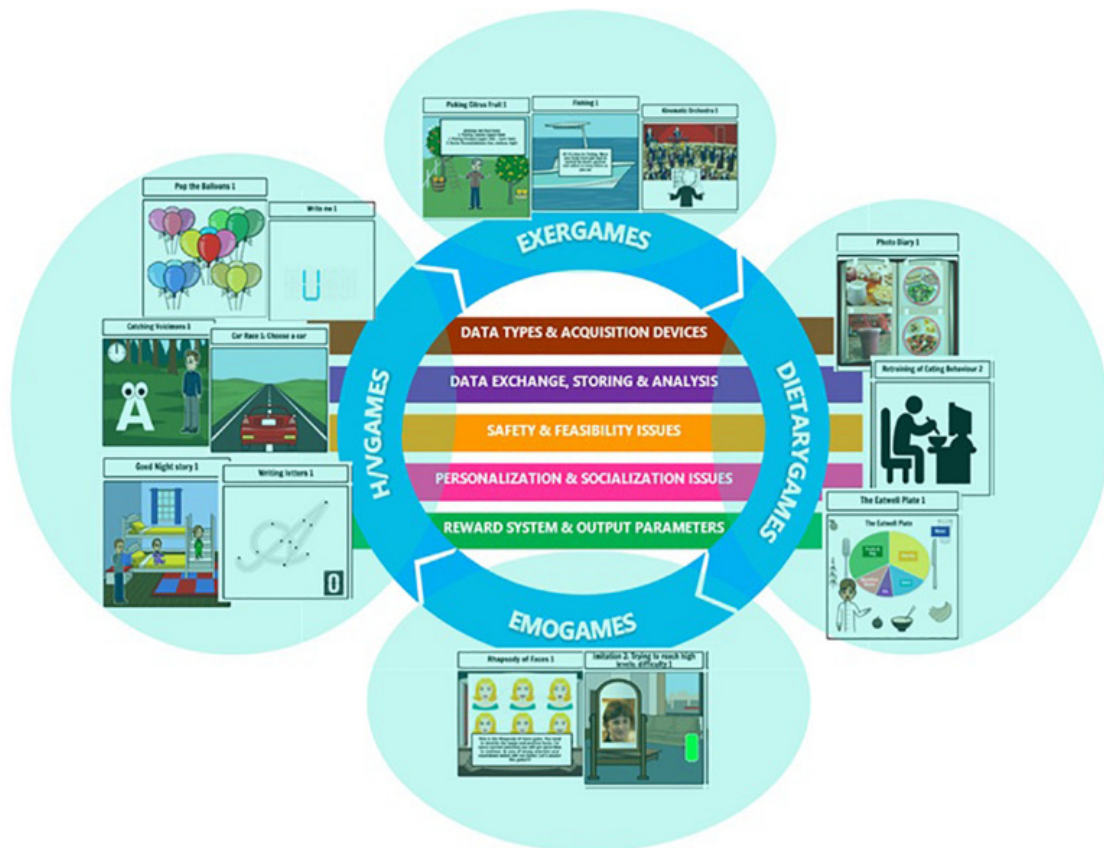 Picking Citrus Fruit 1
Fishing 1
Kinematic Orchestra 1
EXERGAMES
Pop the Balloons 1
Write me 1
U
Catching Voicimons 1
Car Race 1. Choose a car
Good Night story 1
Writing letters 1
H/VGAMES
DATA TYPES & ACQUISITION DEVICES
DATA EXCHANGE, STORING & ANALYSIS
SAFETY & FEASIBILITY ISSUES
PERSONALIZATION & SOCIALIZATION ISSUES
REWARD SYSTEM & OUTPUT PARAMETERS
DIETARYGAMES
Photo Diary 1
Retraining of Eating Behaviour 2
The Eatwell Plate 1
The Eatwell Plate
EMOGAMES
Rhapsody of Faces 1
Imitation 2. Trying to reach high
levels, difficulty 1